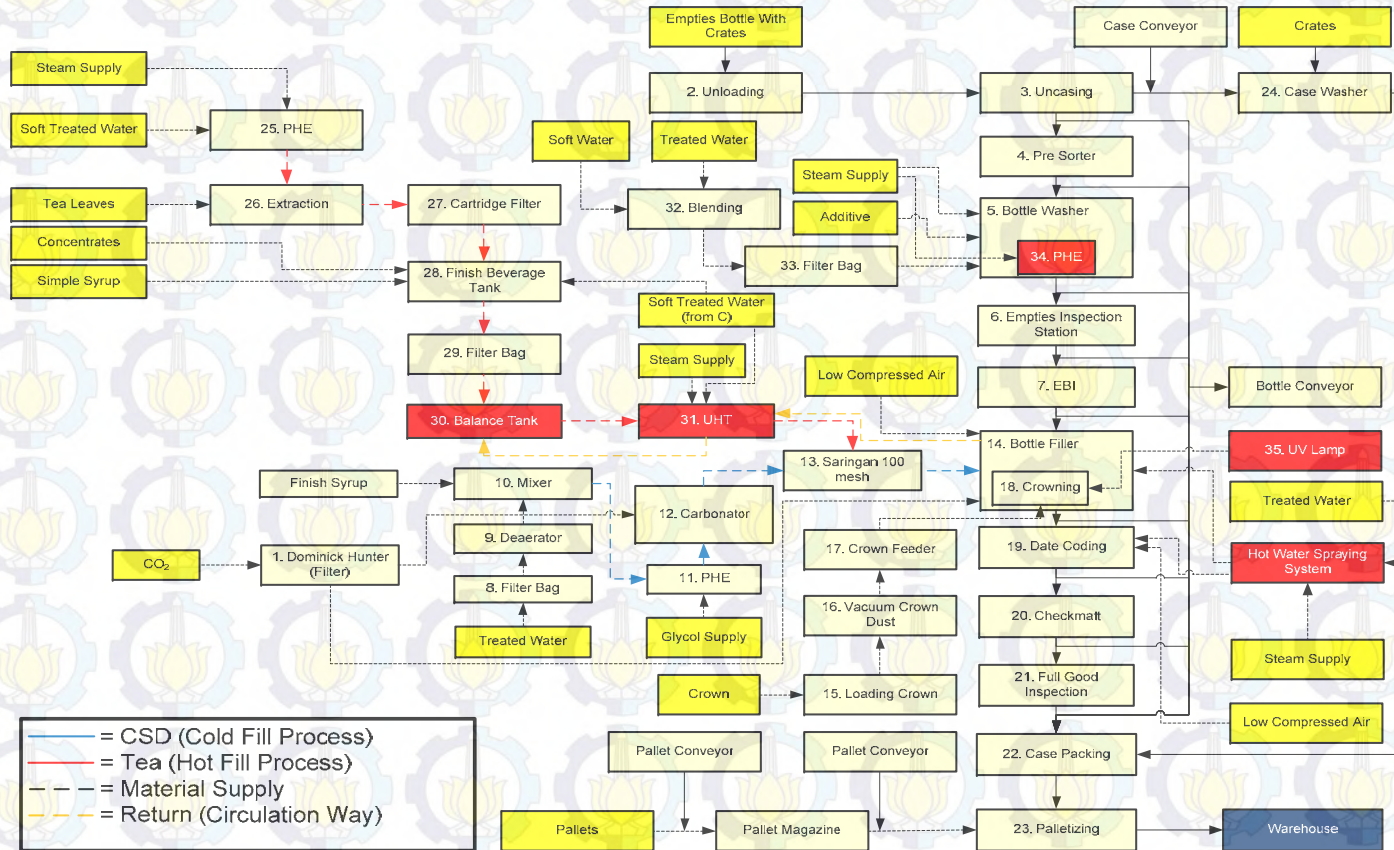 Empties Bottle With
Crates
Case Conveyor
Crates
Steam Supply
2. Unloading
3. Uncasing
24. Case Washer
Soft Treated Water
25. PHE
Soft Water
Treated Water
4. Pre Sorter
Steam Supply
Tea Leaves
26. Extraction
27. Cartridge Filter
32. Blending
Additive
5. Bottle Washer
34. PHE
Concentrates
Simple Syrup
28. Finish Beverage
Tank
33. Filter Bag
Soft Treated Water
(from C)
6. Empties Inspection
Station
29. Filter Bag
Steam Supply
Low Compressed Air
7. EBI
Bottle Conveyor
30. Balance Tank
31. UHT
14. Bottle Filler
35. UV Lamp
13. Saringan 100
mesh
Finish Syrup
10. Mixer
18. Crowning
Treated Water
12. Carbonator
9. Deaerator
17. Crown Feeder
19. Date Coding
Hot Water Spraying
System
CO₂
1. Dominick Hunter
(Filter)
8. Filter Bag
11. PHE
16. Vacuum Crown
Dust
20. Checkmatt
Treated Water
Glycol Supply
Steam Supply
Crown
15. Loading Crown
21. Full Good
Inspection
Low Compressed Air
= CSD (Cold Fill Process)
= Tea (Hot Fill Process)
= Material Supply
= Return (Circulation Way)
Pallet Conveyor
Pallet Conveyor
22. Case Packing
Pallets
Pallet Magazine
23. Palletizing
Warehouse